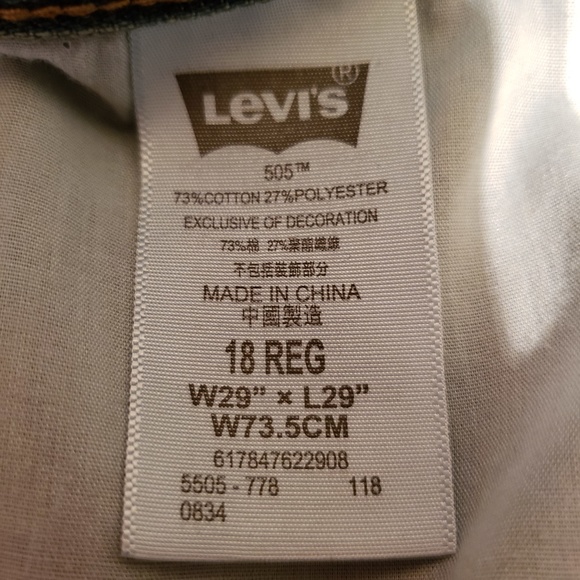 Levi's®
505™
73%COTTON 27%POLYESTER
EXCLUSIVE OF DECORATION
73%棉 27%聚酯纖維
不包括裝飾部分
MADE IN CHINA
中國製造
18 REG
W29” × L29”
W73.5CM
617847622908
5505 - 778 118
0834